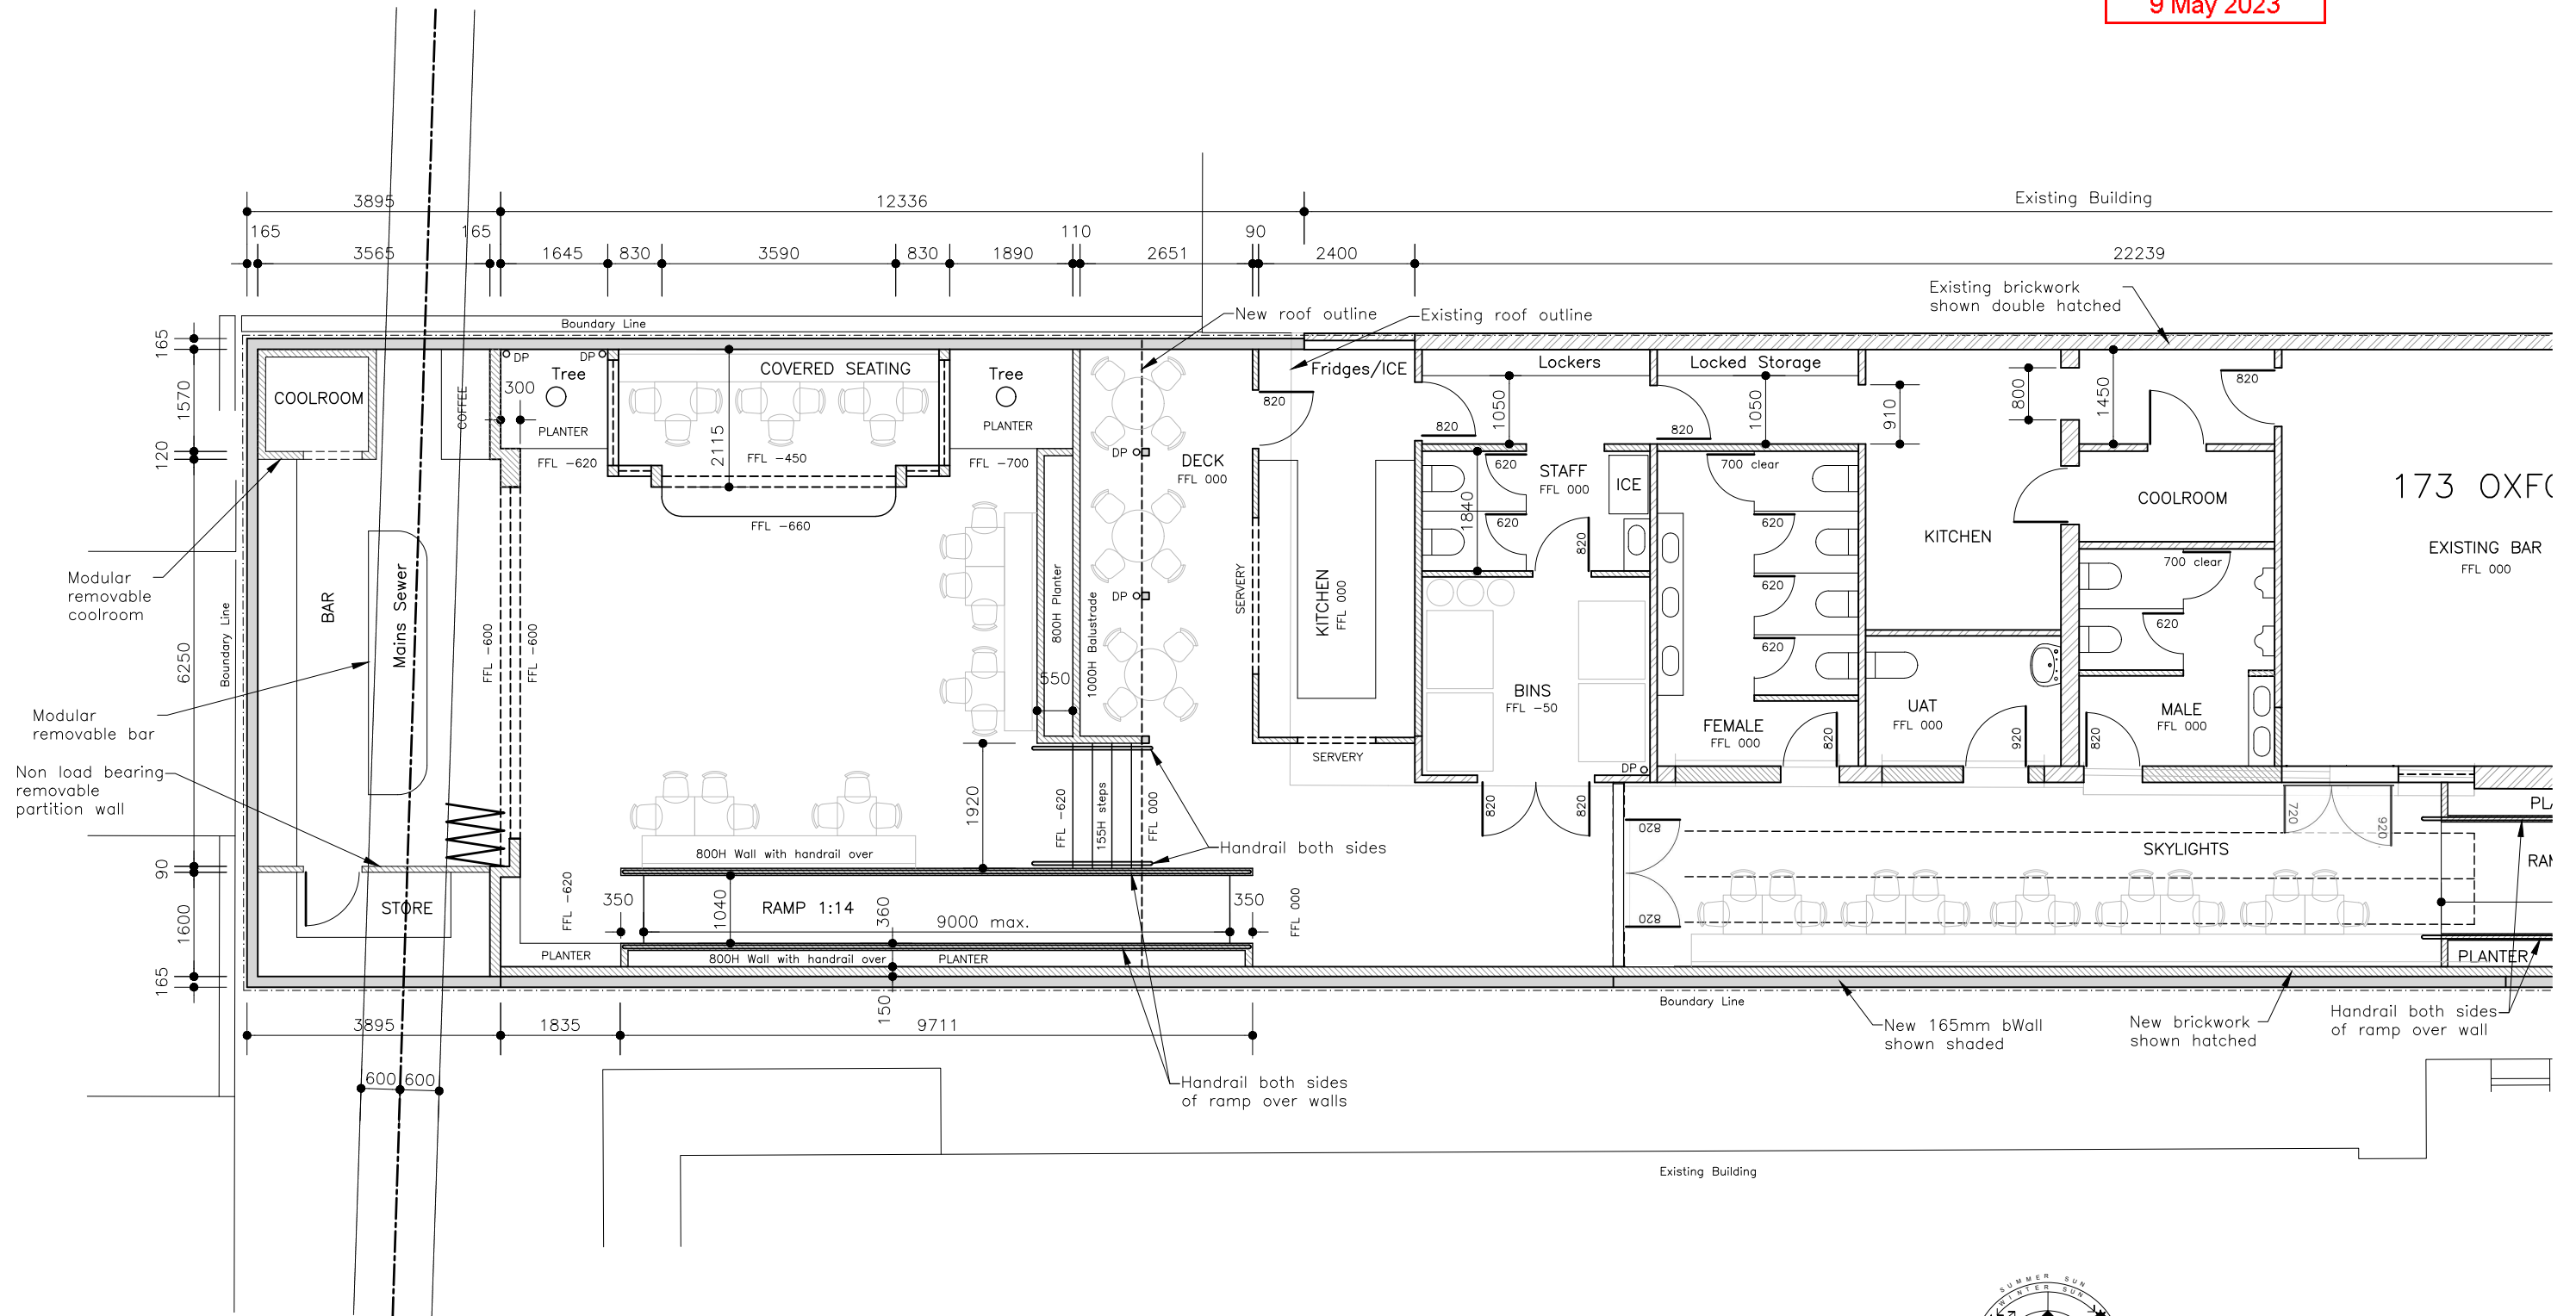 9 May 2023
3895
12336
Existing Building
165
165
110
90
3565
1645
830
3590
830
1890
2651
2400
22239
Existing brickwork
shown double hatched
New roof outline
Existing roof outline
Boundary Line
165
1570
120
6250
90
1600
165
Boundary Line
COOLROOM
COFFEE
DP
DP
Tree
300
PLANTER
FFL -620
COVERED SEATING
2115
FFL -450
FFL -660
Tree
PLANTER
FFL -700
DP
DECK
FFL 000
DP
Fridges/ICE
820
820
Lockers
1050
Locked Storage
820
1050
910
800
1450
820
620
STAFF
FFL 000
ICE
1840
620
820
700 clear
620
620
620
KITCHEN
COOLROOM
173 OXFO
EXISTING BAR
FFL 000
700 clear
620
Modular
removable
coolroom
BAR
Mains Sewer
FFL -600
FFL -600
800H Planter
1000H Balustrade
550
SERVERY
KITCHEN
FFL 000
SERVERY
BINS
FFL -50
DP
FEMALE
FFL 000
820
UAT
FFL 000
920
MALE
FFL 000
820
Modular
removable bar
Non load bearing
removable
partition wall
1920
FFL -620
155H steps
FFL 000
Handrail both sides
820
820
820
820
720
920
SKYLIGHTS
PLA
RAM
800H Wall with handrail over
STORE
FFL -620
350
1040
RAMP 1:14
360
9000 max.
350
FFL 000
PLANTER
800H Wall with handrail over
PLANTER
PLANTER
150
Boundary Line
New 165mm bWall
shown shaded
New brickwork
shown hatched
Handrail both sides
of ramp over wall
3895
1835
9711
600
600
Handrail both sides
of ramp over walls
Existing Building
SUMMER SUN
WINTER SUN